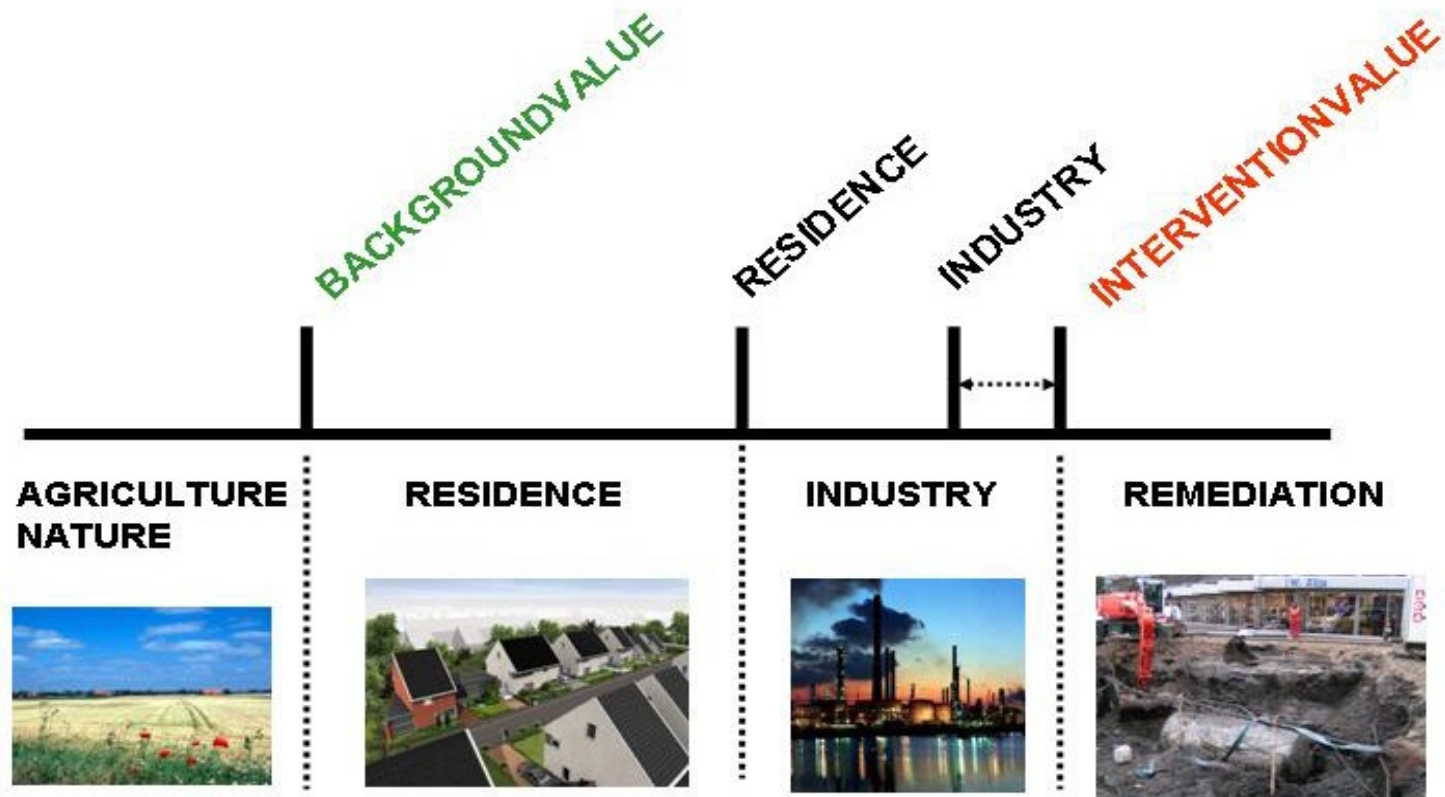 BACKGROUNDVALUE
RESIDENCE
INDUSTRY
INTERVENTIONVALUE
AGRICULTURE
NATURE
RESIDENCE
INDUSTRY
REMEDIATION